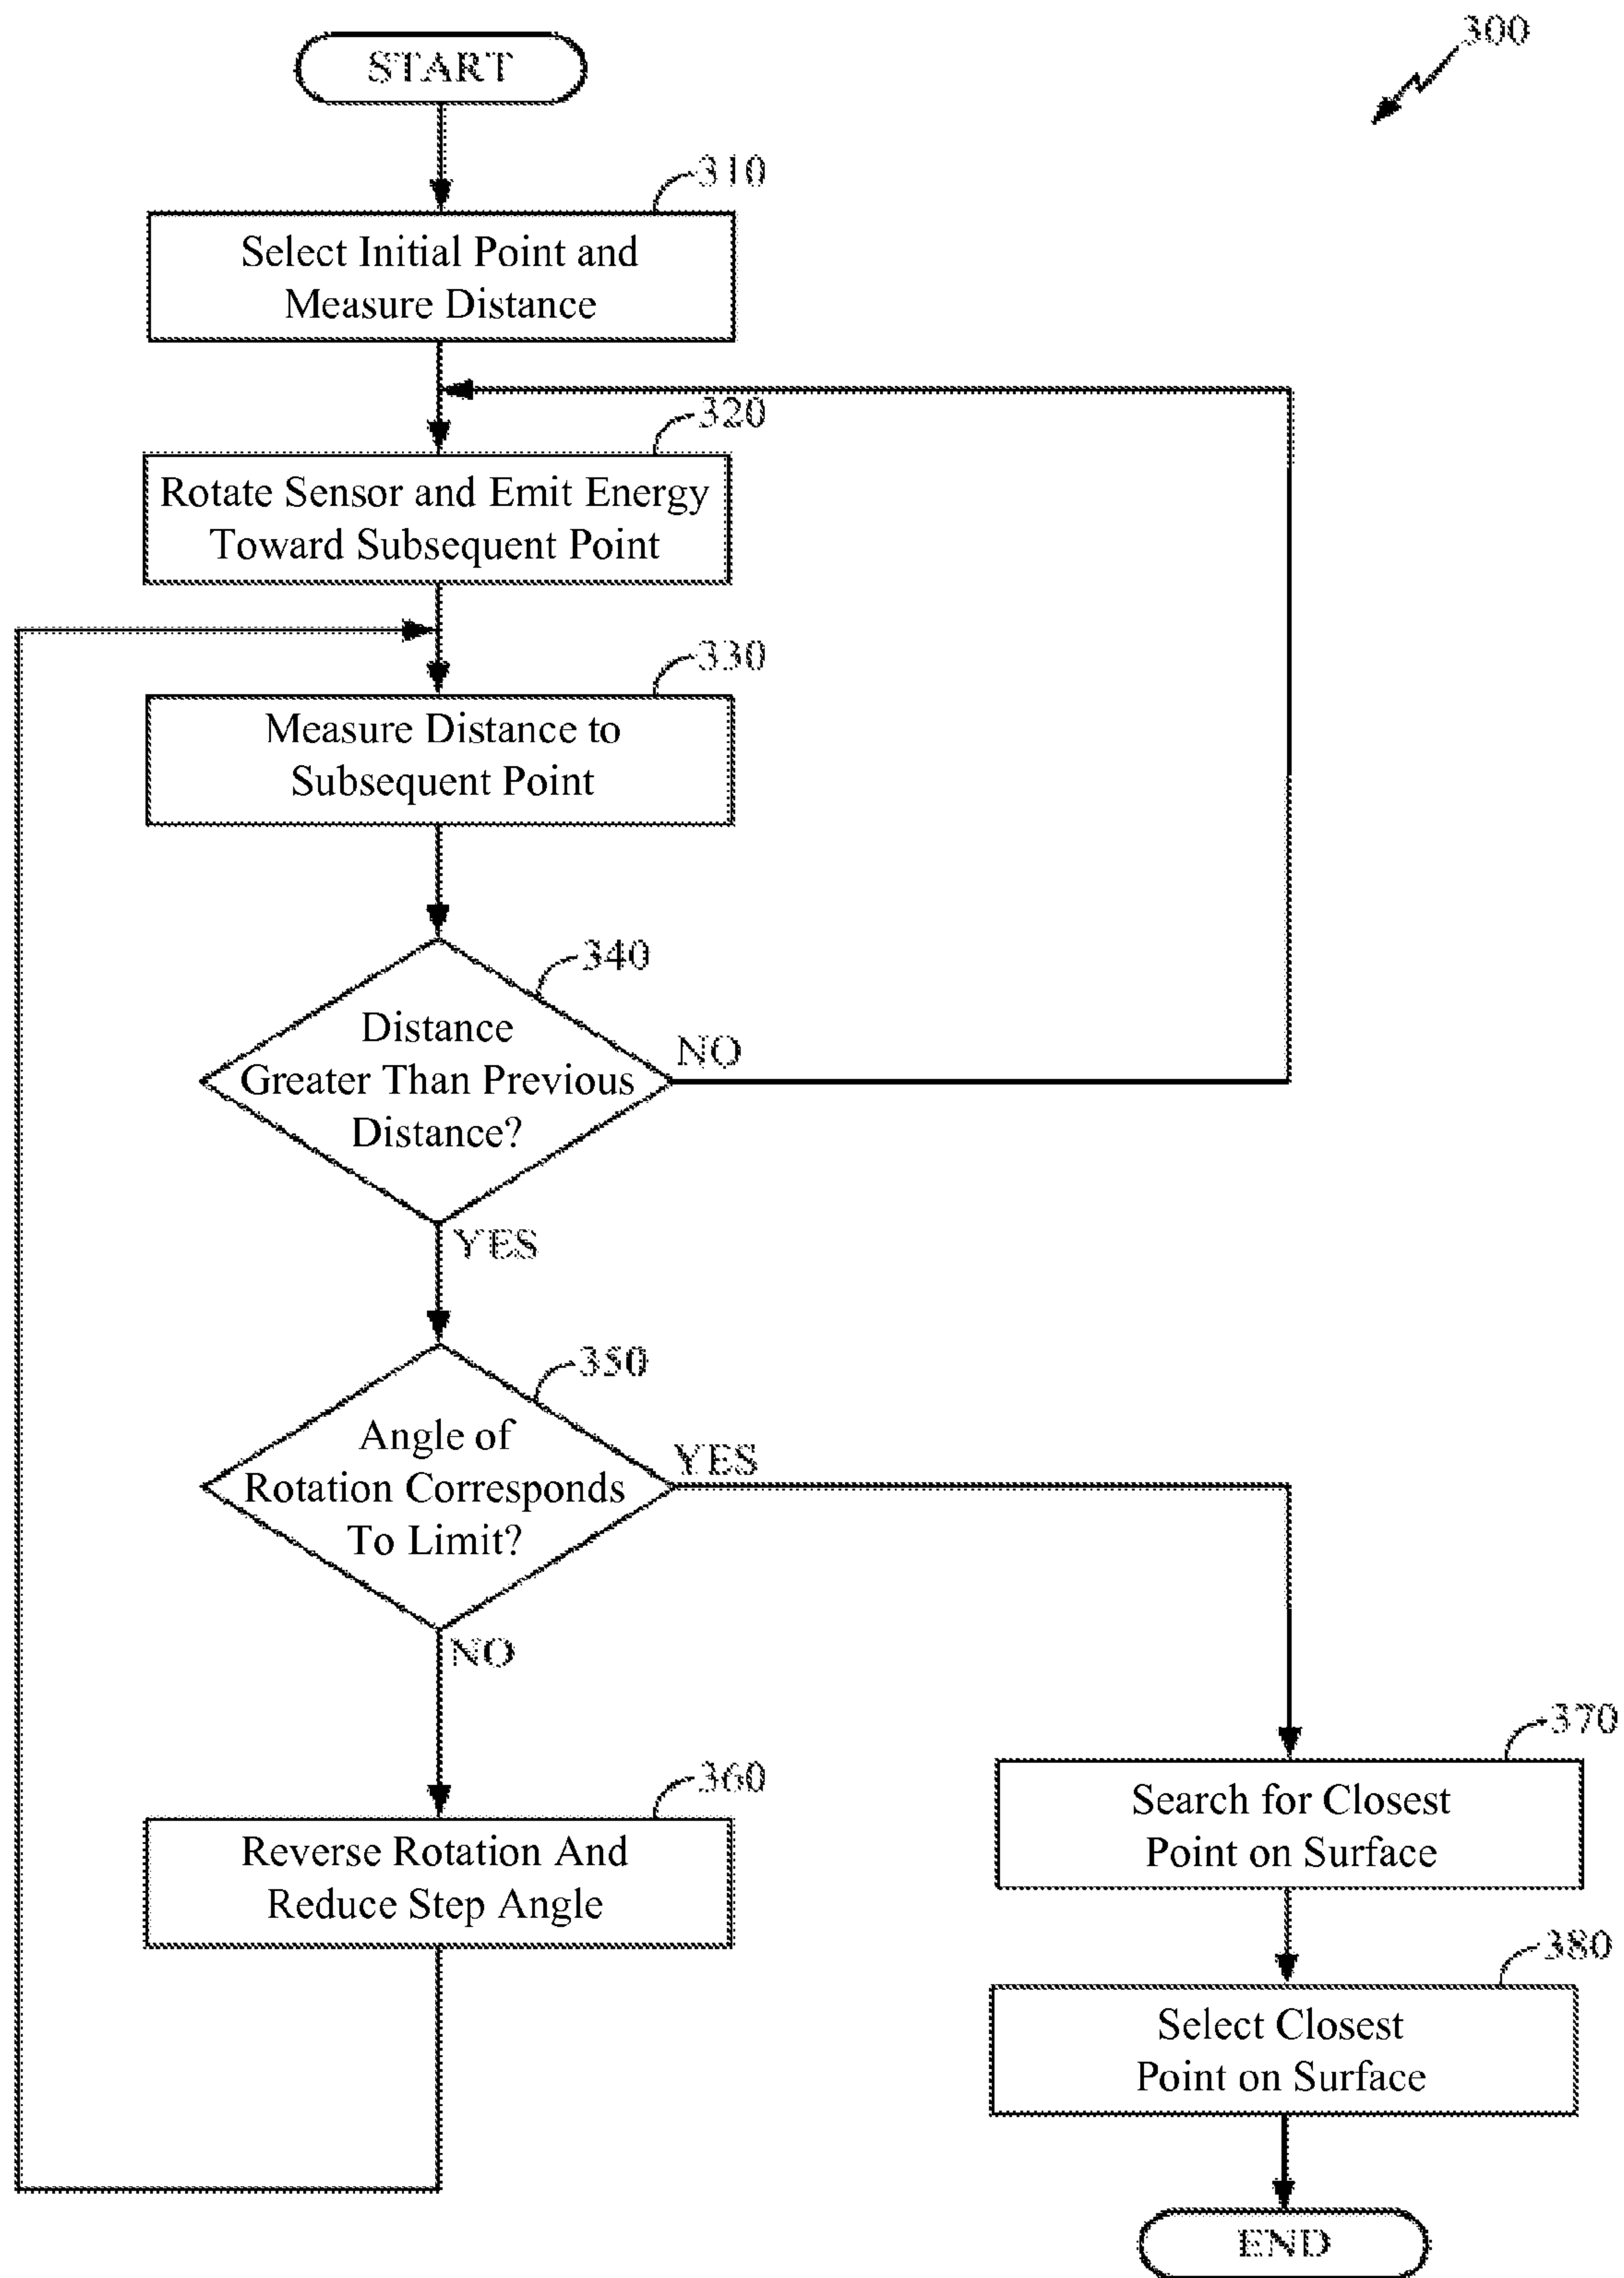 300
START
310
Select Initial Point and
Measure Distance
320
Rotate Sensor and Emit Energy
Toward Subsequent Point
330
Measure Distance to
Subsequent Point
340
Distance
Greater Than Previous
Distance?
NO
YES
350
Angle of
Rotation Corresponds
To Limit?
YES
NO
360
Reverse Rotation And
Reduce Step Angle
370
Search for Closest
Point on Surface
380
Select Closest
Point on Surface
END